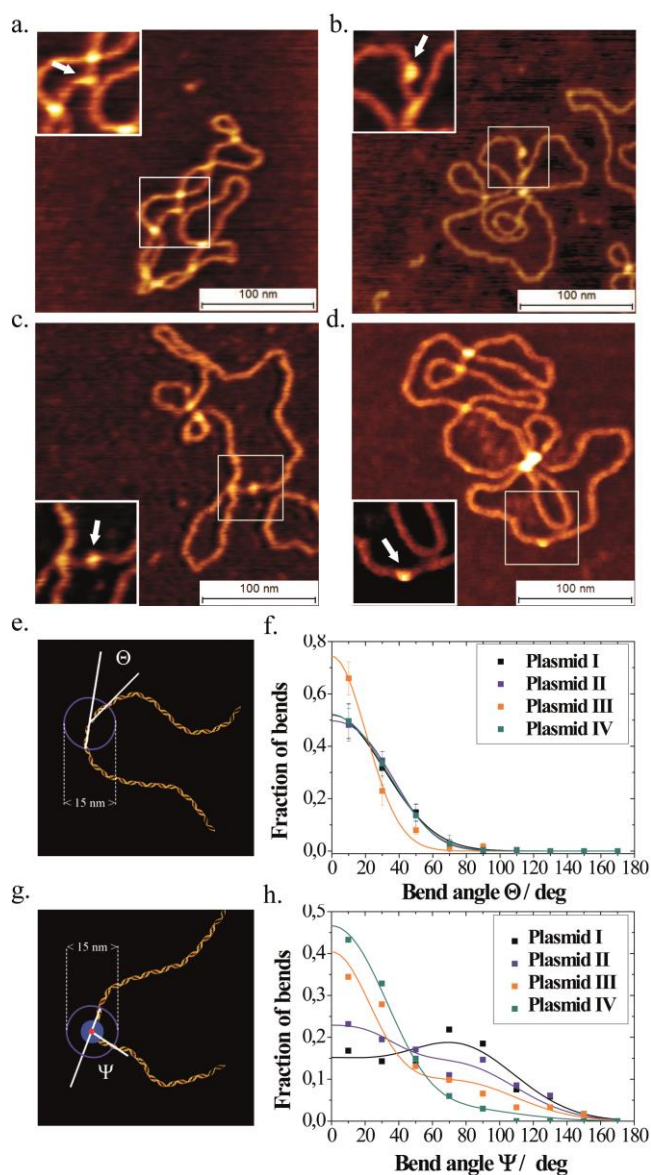 a.
b.
100 nm
100 nm
c.
d.
100 nm
100 nm
e.
Θ
< 15 nm >
f.
0,8
0,6
0,4
0,2
0,0
Fraction of bends
Plasmid I
Plasmid II
Plasmid III
Plasmid IV
0 20 40 60 80 100 120 140 160 180
Bend angle Θ / deg
g.
< 15 nm >
Ψ
h.
0,5
0,4
0,3
0,2
0,1
0,0
Fraction of bends
Plasmid I
Plasmid II
Plasmid III
Plasmid IV
0 20 40 60 80 100 120 140 160 180
Bend angle Ψ / deg